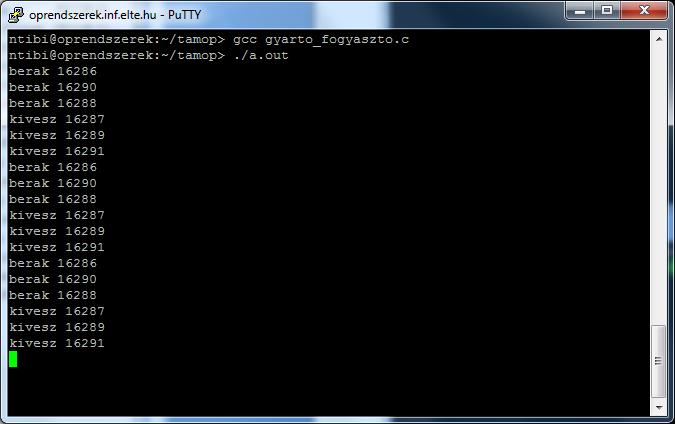 oprendszerek.inf.elte.hu - PuTTY
ntibi@oprendszerek:~/tamop> gcc gyarto_fogyaszto.c
ntibi@oprendszerek:~/tamop> ./a.out
berak 16286
berak 16290
berak 16288
kivesz 16287
kivesz 16289
kivesz 16291
berak 16286
berak 16290
berak 16288
kivesz 16287
kivesz 16289
kivesz 16291
berak 16286
berak 16290
berak 16288
kivesz 16287
kivesz 16289
kivesz 16291